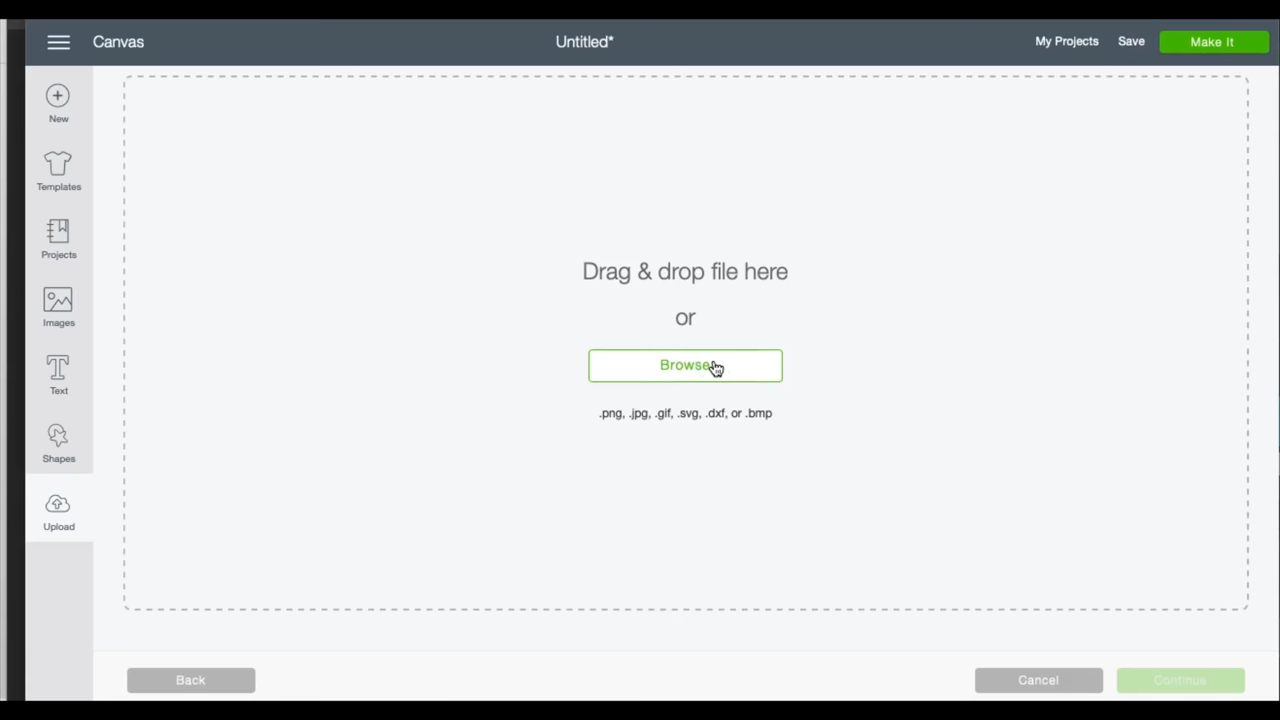 Canvas
Untitled*
My Projects
Save
Make It
New
Templates
Projects
Images
Text
Shapes
Upload
Drag & drop file here
or
Browse
.png, .jpg, .gif, .svg, .dxf, or .bmp
Back
Cancel
Continue